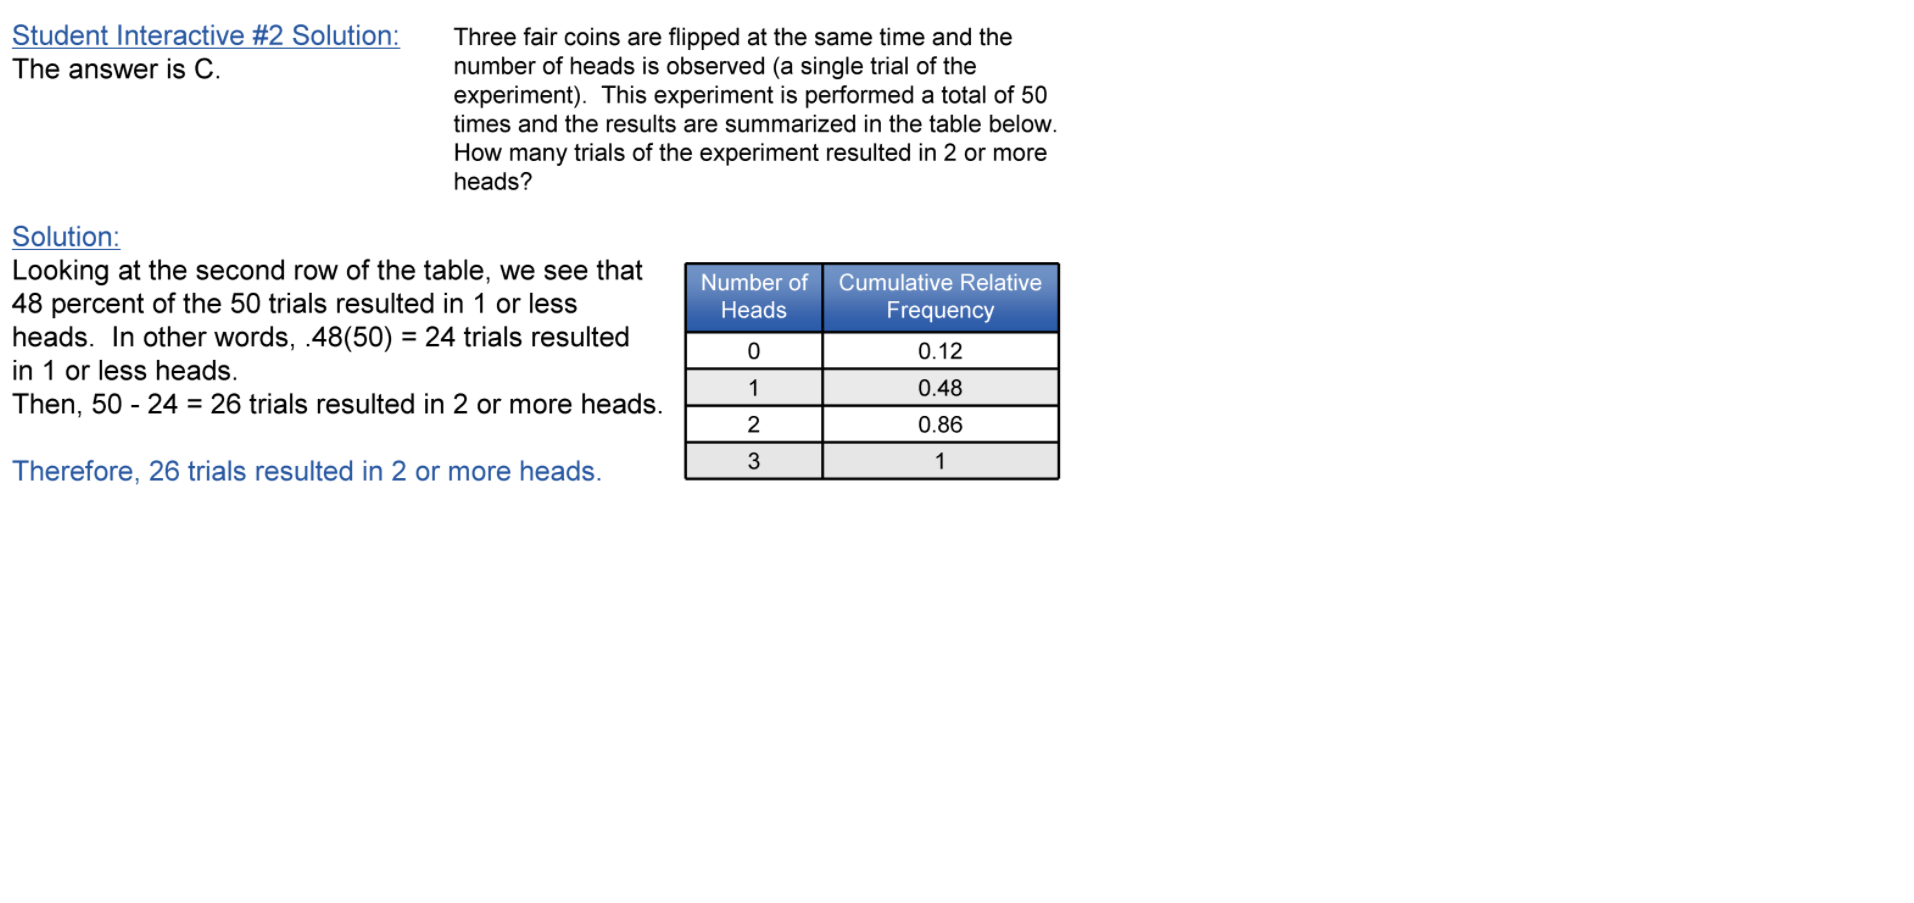 Student Interactive #2 Solution:
The answer is C.
Three fair coins are flipped at the same time and the
number of heads is observed (a single trial of the
experiment).  This experiment is performed a total of 50
times and the results are summarized in the table below.
How many trials of the experiment resulted in 2 or more
heads?
Solution:
Looking at the second row of the table, we see that
48 percent of the 50 trials resulted in 1 or less
heads.  In other words, .48(50) = 24 trials resulted
in 1 or less heads.
Then, 50 - 24 = 26 trials resulted in 2 or more heads.
Therefore, 26 trials resulted in 2 or more heads.
Number of Heads | Cumulative Relative Frequency
0 | 0.12
1 | 0.48
2 | 0.86
3 | 1